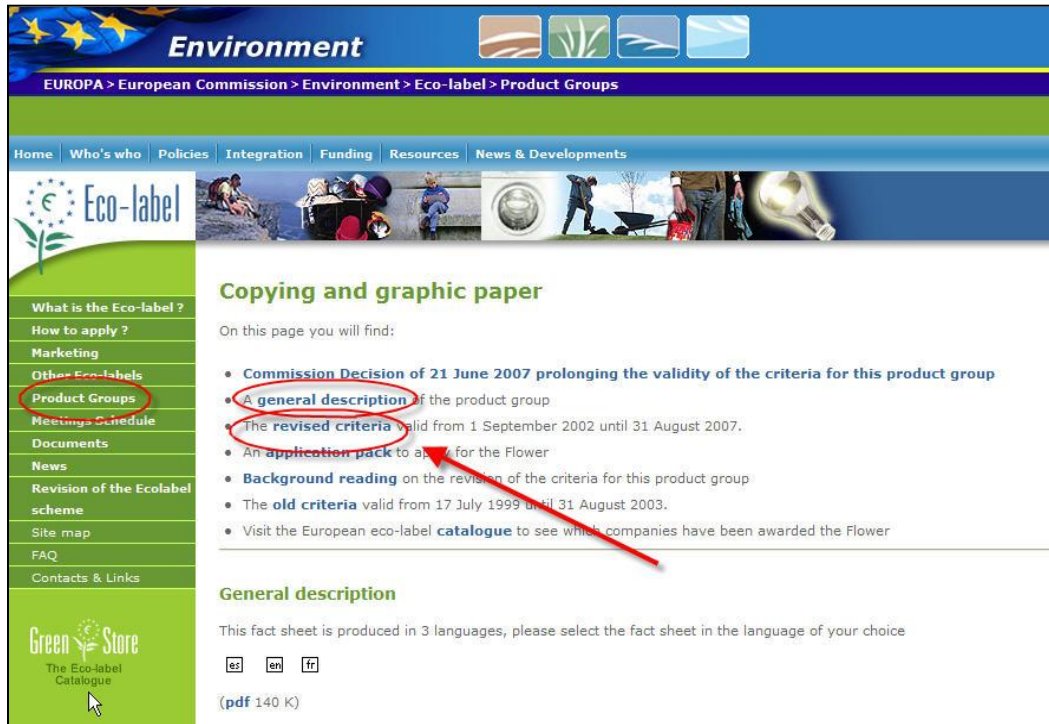 Environment
EUROPA > European Commission > Environment > Eco-label > Product Groups
Home Who's who Policies Integration Funding Resources News & Developments
Eco-label
What is the Eco-label ?
How to apply ?
Marketing
Other Eco-labels
Product Groups
Meetings Schedule
Documents
News
Revision of the Ecolabel
scheme
Site map
FAQ
Contacts & Links
Green Store
The Eco-label
Catalogue
Copying and graphic paper
On this page you will find:
Commission Decision of 21 June 2007 prolonging the validity of the criteria for this product group
A general description of the product group
The revised criteria valid from 1 September 2002 until 31 August 2007.
An application pack to apply for the Flower
Background reading on the revision of the criteria for this product group
The old criteria valid from 17 July 1999 until 31 August 2003.
Visit the European eco-label catalogue to see which companies have been awarded the Flower
General description
This fact sheet is produced in 3 languages, please select the fact sheet in the language of your choice
es en fr
(pdf 140 K)